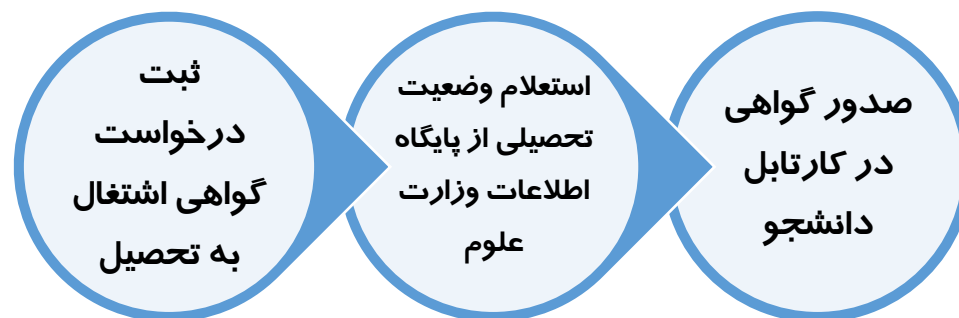 ثبت
درخواست
گواهی اشتغال
به تحصیل
استعلام وضعیت
تحصیلی از پایگاه
اطلاعات وزارت
علوم
صدور گواهی
در کارتابل
دانشجو